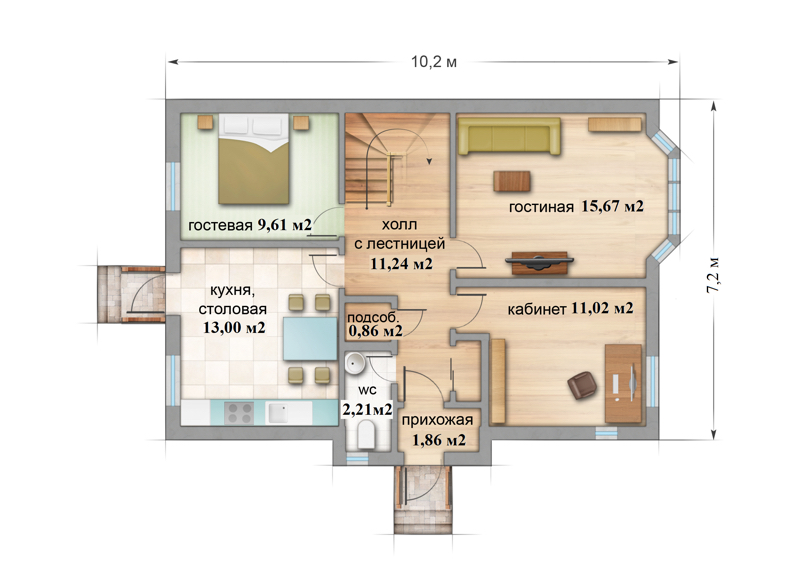 10,2 м
7,2 м
гостевая 9,61 м2
холл
с лестницей
11,24 м2
гостиная 15,67 м2
кухня,
столовая
13,00 м2
подсоб.
0,86 м2
кабинет 11,02 м2
wc
2,21м2
прихожая
1,86 м2